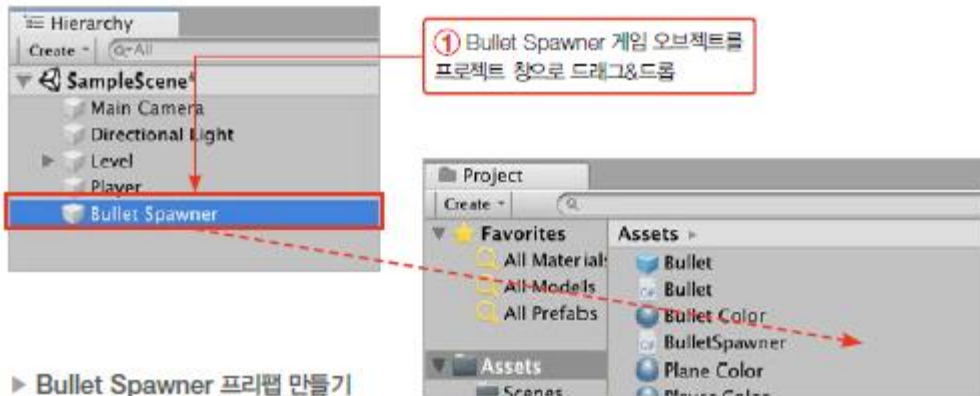 Hierarchy
Create
All
SampleScene*
Main Camera
Directional Light
Level
Player
Bullet Spawner
① Bullet Spawner 게임 오브젝트를
프로젝트 창으로 드래그&드롭
Project
Create
Favorites
All Materials
All Models
All Prefabs
Assets
Scenes
Assets
Bullet
Bullet
Bullet Color
BulletSpawner
Plane Color
Player Color
▶ Bullet Spawner 프리팹 만들기